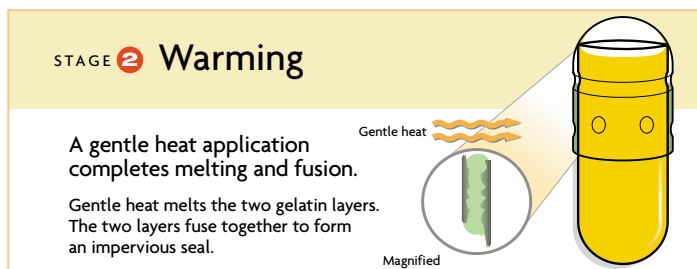 STAGE 2 Warming
A gentle heat application
completes melting and fusion.
Gentle heat melts the two gelatin layers.
The two layers fuse together to form
an impervious seal.
Gentle heat
Magnified